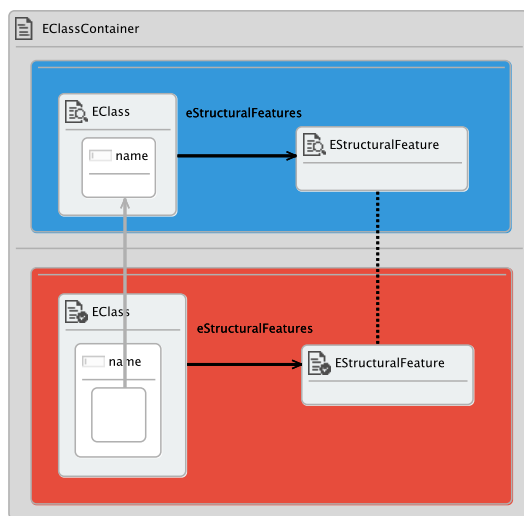 EClassContainer
EClass
eStructuralFeatures
name
EStructuralFeature
EClass
eStructuralFeatures
name
EStructuralFeature